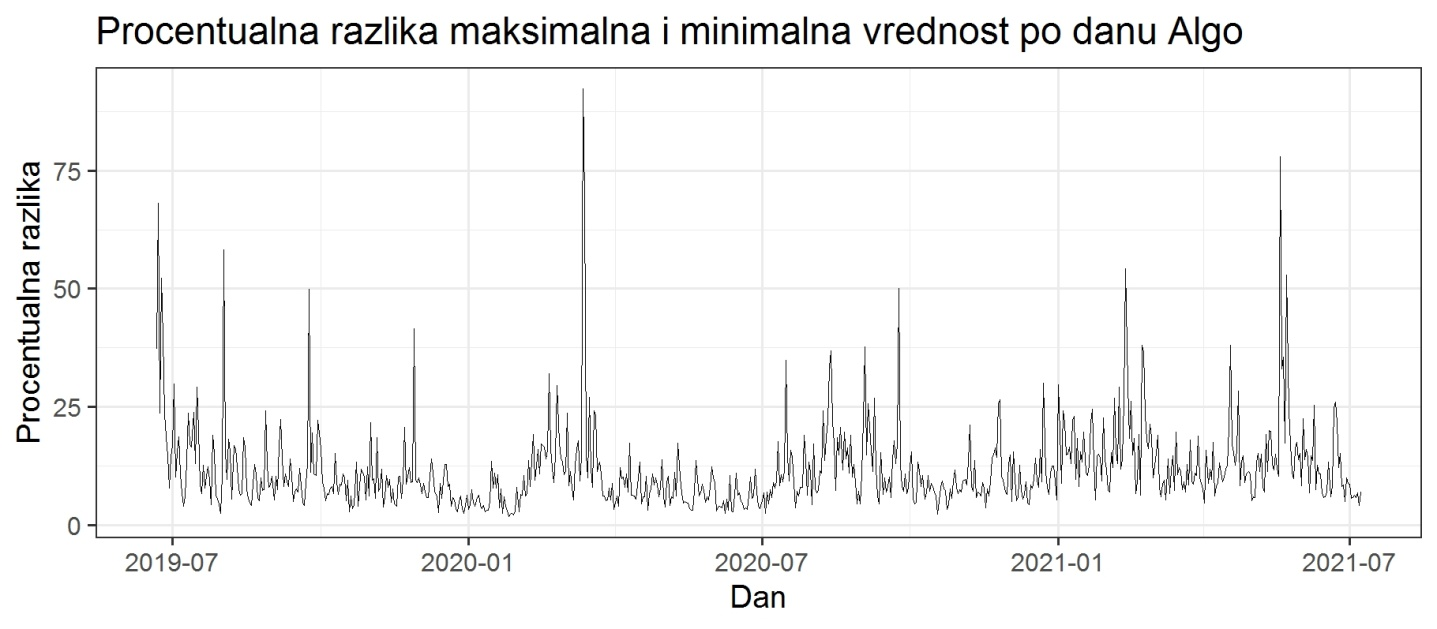 Procentualna razlika maksimalna i minimalna vrednost po danu Algo
Procentualna razlika
75
50
25
0
2019-07 2020-01 2020-07 2021-01 2021-07
Dan